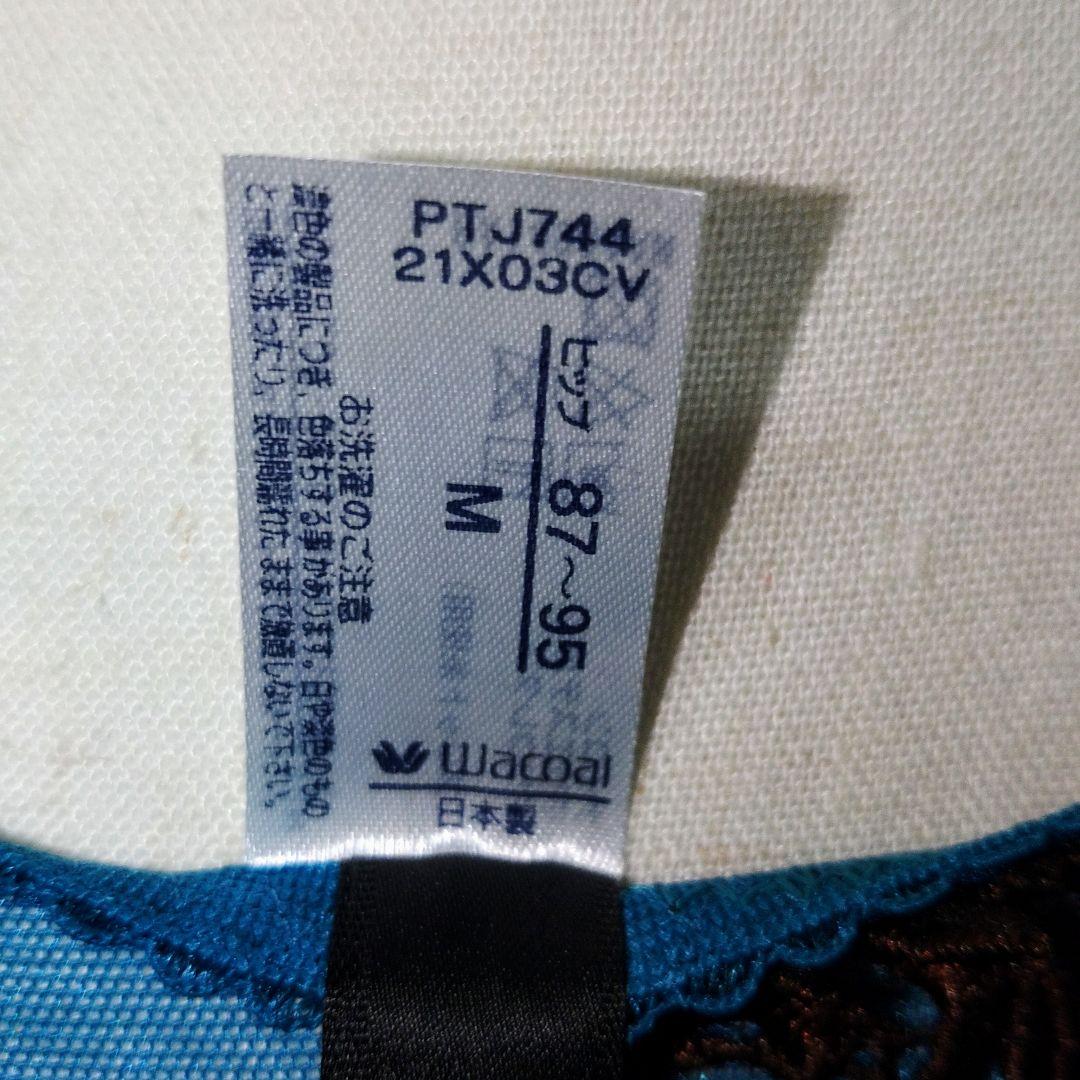 PTJ744
21X03CV
ヒップ 87～95
M
お洗濯のご注意
濃色の製品につき、色落ちする事があります。白や淡色のもの
と一緒に洗ったり、長時間濡れたままで放置しないで下さい。
Wacoal
日本製